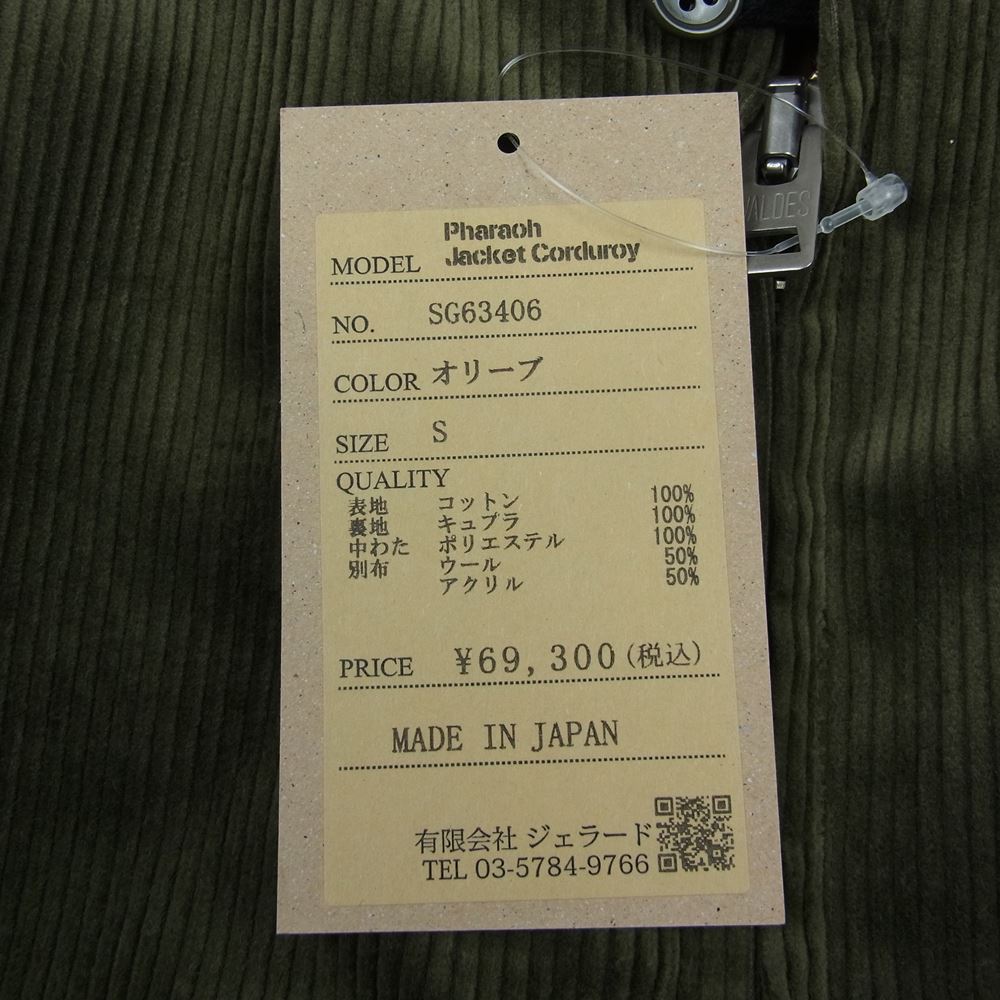 VALDES
Pharaoh
MODEL Jacket Corduroy
NO. SG63406
COLOR オリーブ
SIZE S
QUALITY
表地 コットン 100%
裏地 キュプラ 100%
中わた ポリエステル 100%
別布 ウール 50%
アクリル 50%
PRICE ¥69,300(税込)
MADE IN JAPAN
有限会社 ジェラード
TEL 03-5784-9766